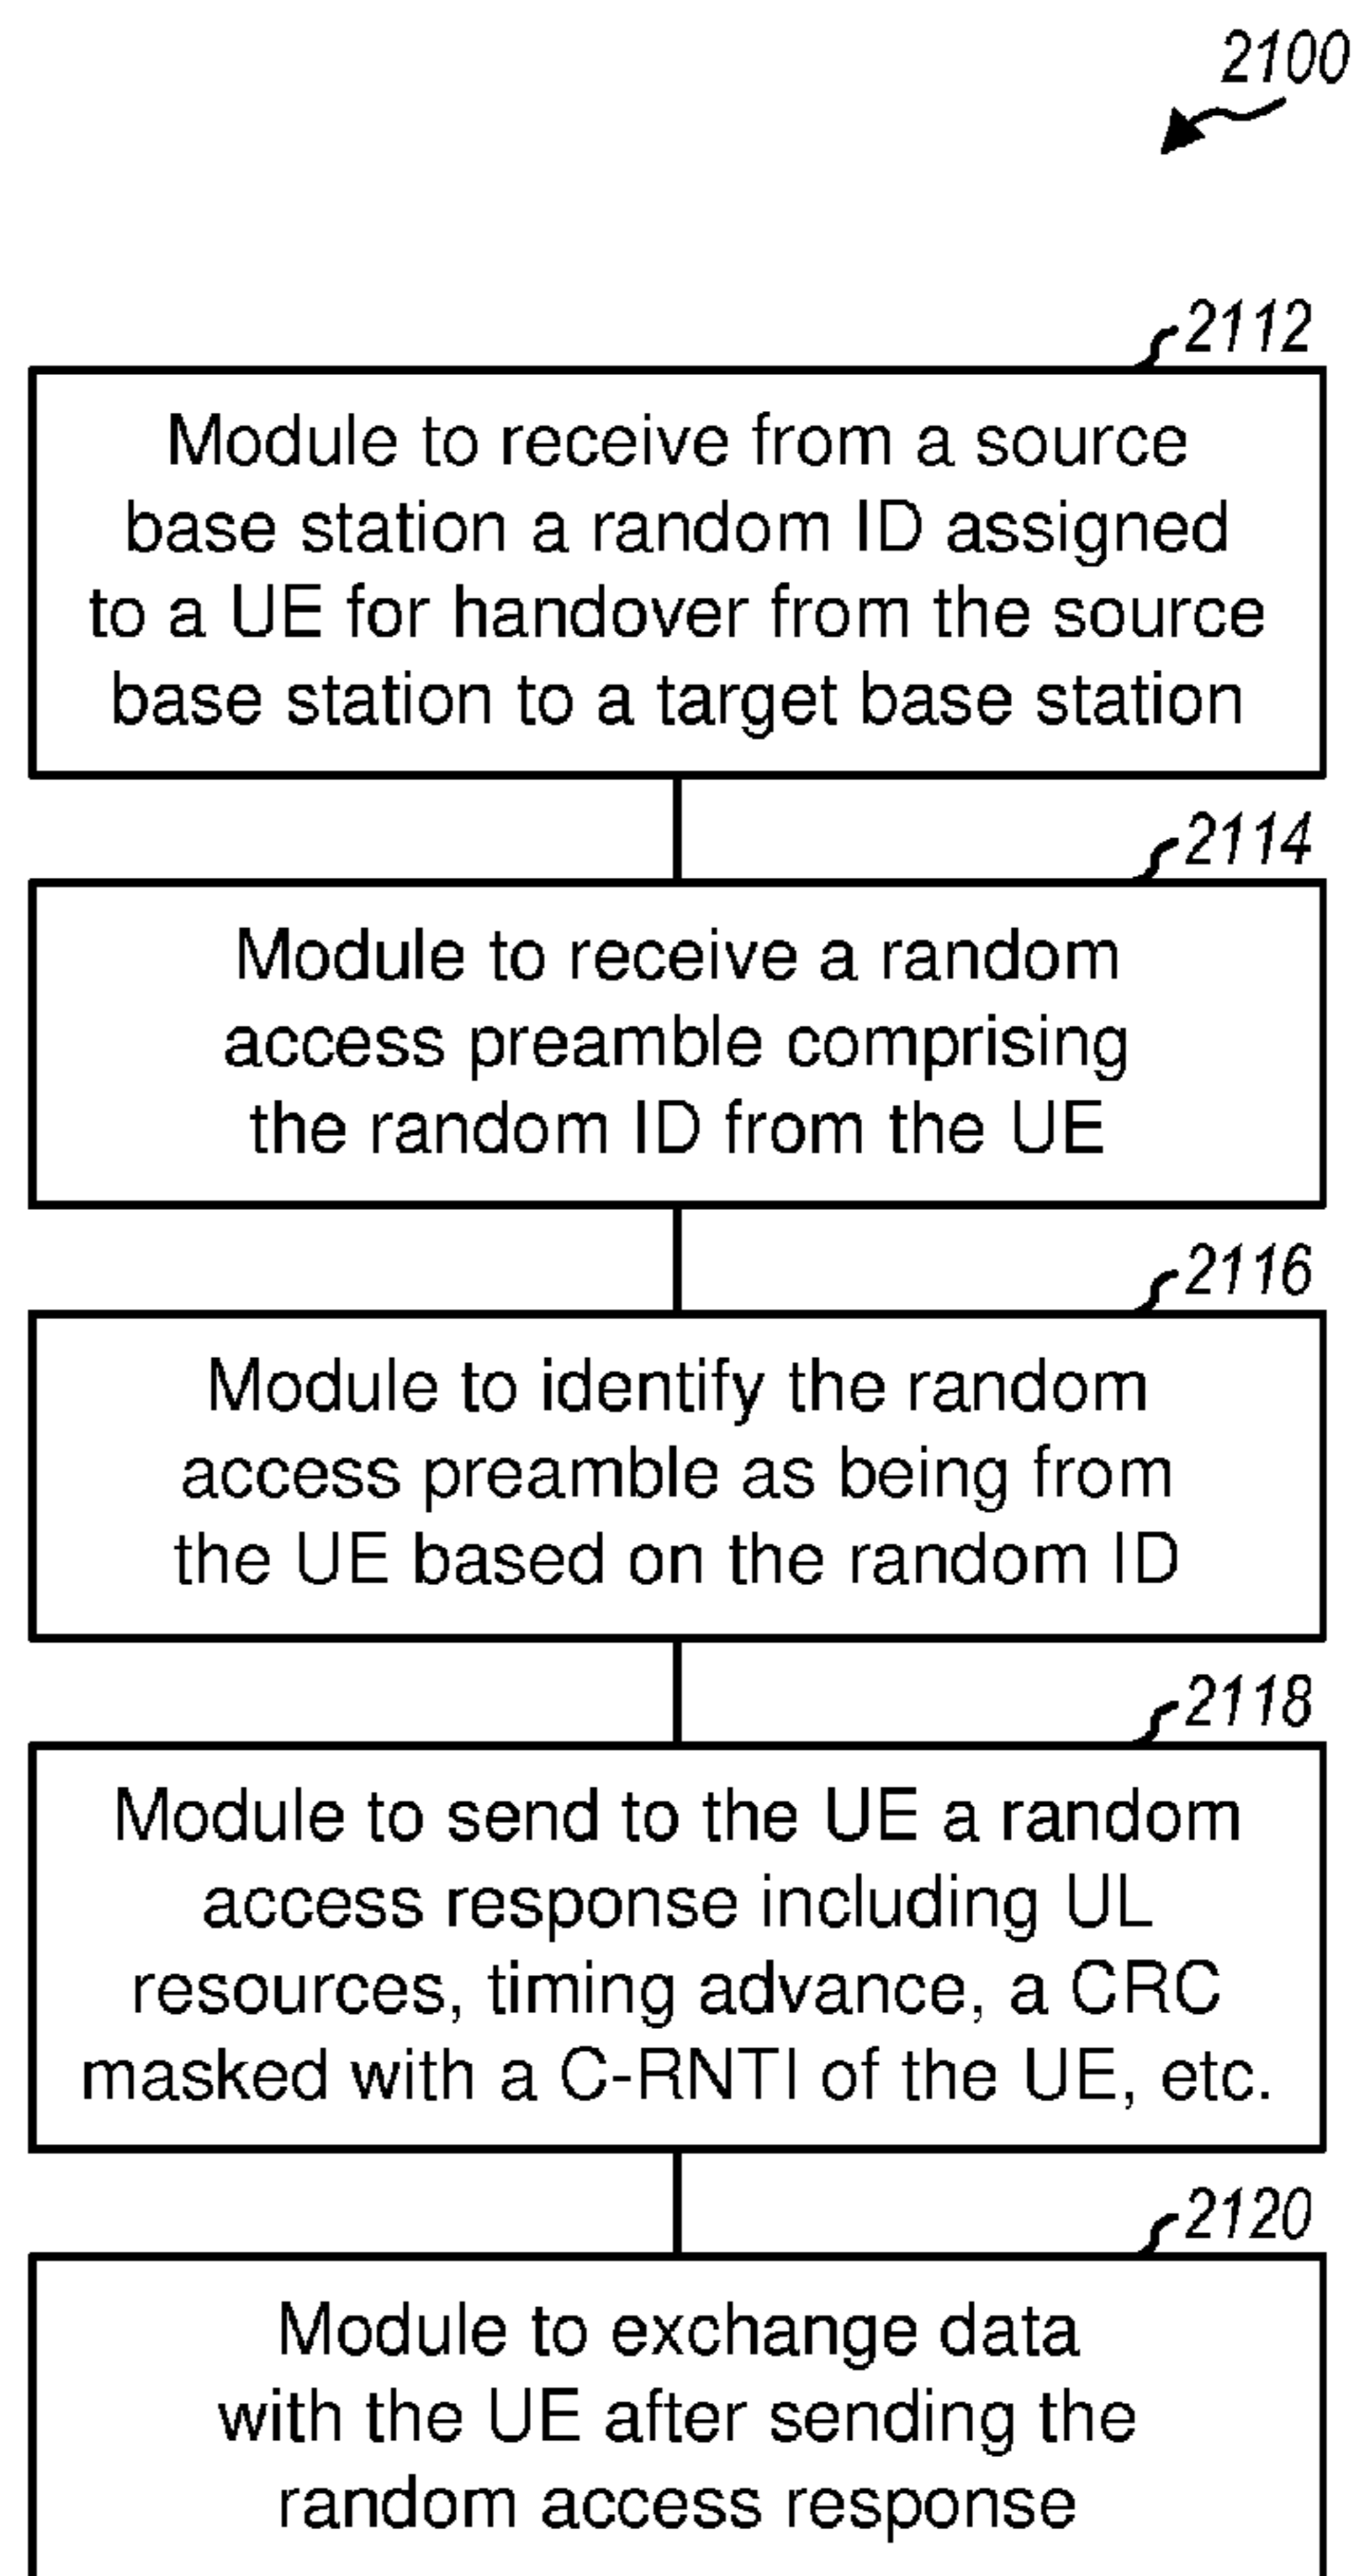 2100
2112
Module to receive from a source
base station a random ID assigned
to a UE for handover from the source
base station to a target base station
2114
Module to receive a random
access preamble comprising
the random ID from the UE
2116
Module to identify the random
access preamble as being from
the UE based on the random ID
2118
Module to send to the UE a random
access response including UL
resources, timing advance, a CRC
masked with a C-RNTI of the UE, etc.
2120
Module to exchange data
with the UE after sending the
random access response